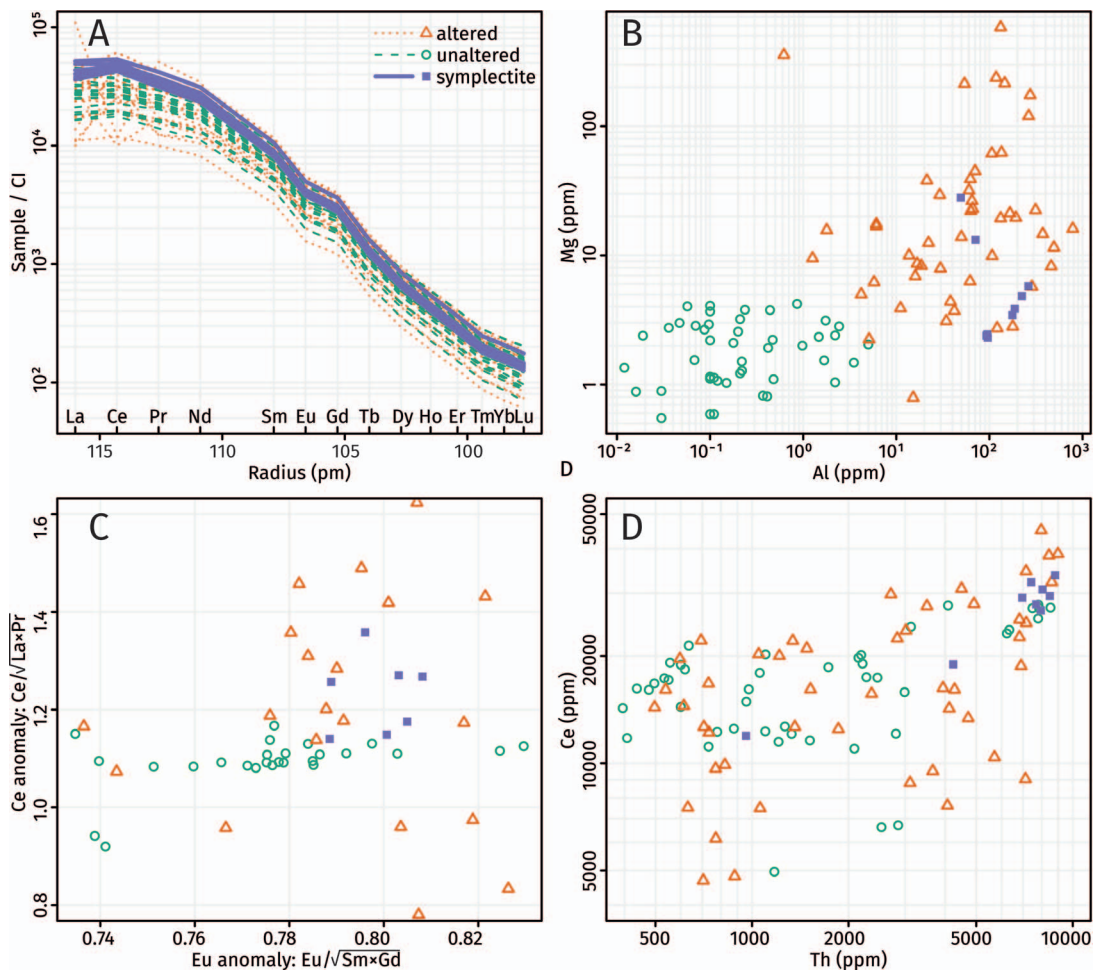 A
altered
unaltered
symplectite
Sample / CI
10⁵
10⁴
10³
10²
La Ce Pr Nd Sm Eu Gd Tb Dy Ho Er Tm Yb Lu
115 110 105 100
Radius (pm)
B
Mg (ppm)
100
10
1
10⁻² 10⁻¹ 10⁰ 10¹ 10² 10³
Al (ppm)
D
C
Ce anomaly: Ce/√La×Pr
1.6
1.4
1.2
1.0
0.8
0.74 0.76 0.78 0.80 0.82
Eu anomaly: Eu/√Sm×Gd
D
Ce (ppm)
50000
20000
10000
5000
500 1000 2000 5000 10000
Th (ppm)